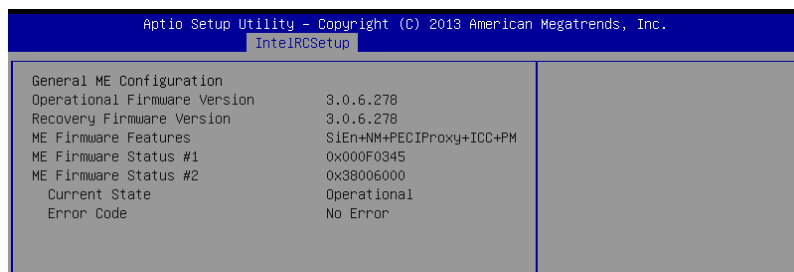 Aptio Setup Utility – Copyright (C) 2013 American Megatrends, Inc.
IntelRCSetup
General ME Configuration
Operational Firmware Version 3.0.6.278
Recovery Firmware Version 3.0.6.278
ME Firmware Features SiEn+NM+PECIProxy+ICC+PM
ME Firmware Status #1 0x000F0345
ME Firmware Status #2 0x38006000
Current State Operational
Error Code No Error